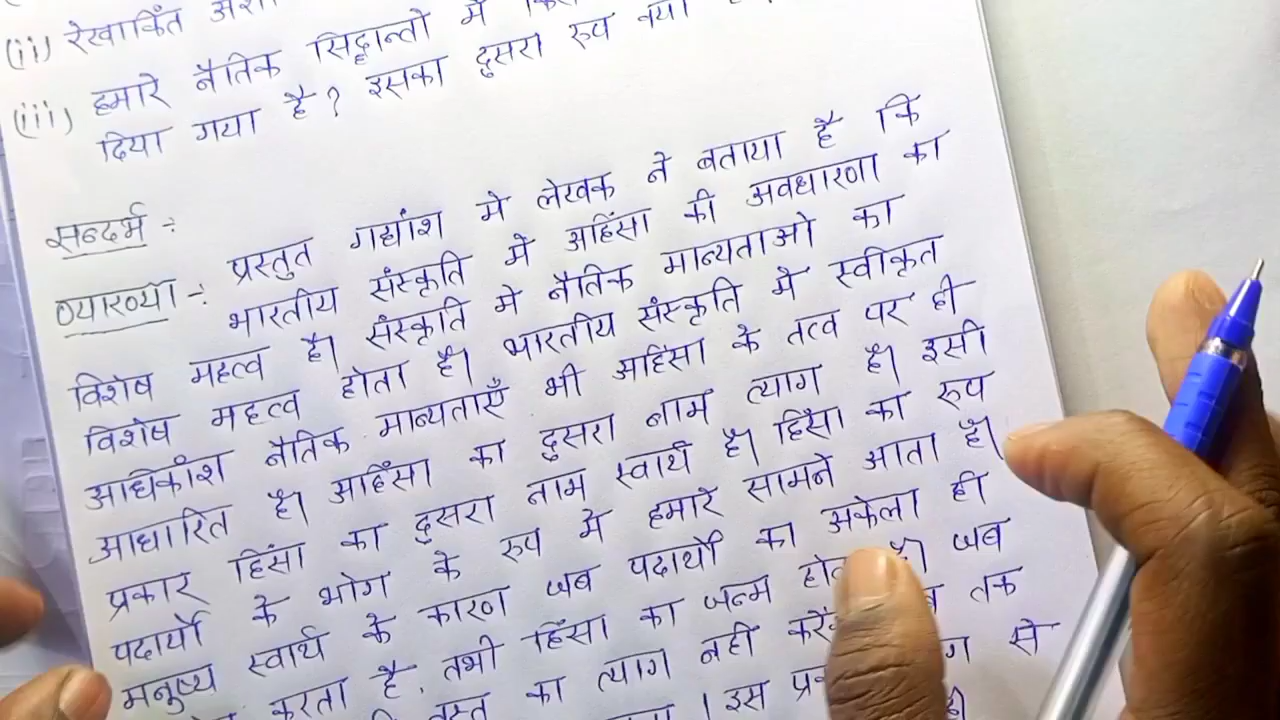 (ii) रेखाकिँत
(iii) हमारे नैतिक सिद्धान्तो में
दिया गया है? इसका दुसरा रूप क्या
सन्दर्भ :
व्याख्या :- प्रस्तुत गद्यांश मे लेखक ने बताया है कि
भारतीय संस्कृति मे अहिंसा की अवधारणा का
विशेष महत्व है। संस्कृति मे नैतिक मान्यताओ का
विशेष महत्व होता है। भारतीय संस्कृति मे स्वीकृत
अधिकांश नैतिक मान्यताएँ भी अहिंसा के तत्व पर ही
आधारित है। अहिंसा का दुसरा नाम त्याग है। इसी
प्रकार हिंसा का दुसरा नाम स्वार्थ है। हिंसा का रूप
पदार्थो के भोग के रूप मे हमारे सामने आता है।
मनुष्य स्वार्थ के कारण जब पदार्थो का अकेला ही
करता है, तभी हिंसा का जन्म है। जब
का त्याग नही तक
। इस से
ही